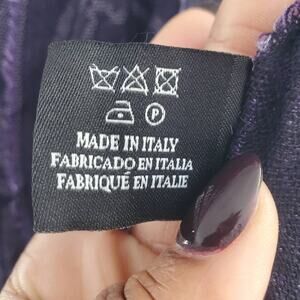 P
MADE IN ITALY
FABRICADO EN ITALIA
FABRIQUÉ EN ITALIE